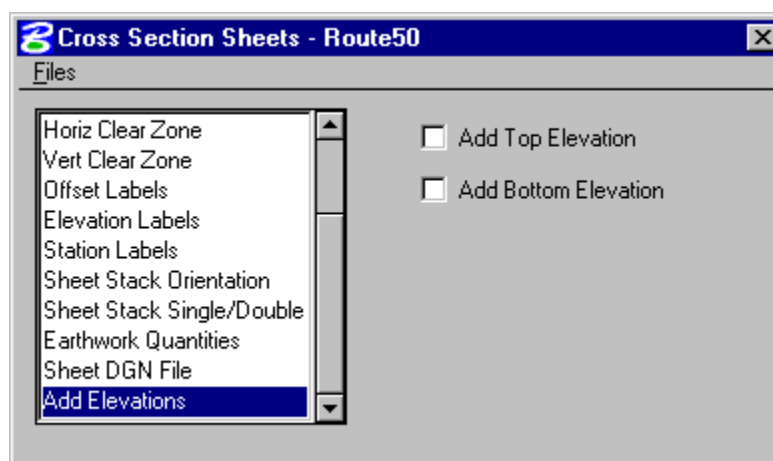 Cross Section Sheets - Route50
Files
Horiz Clear Zone
Vert Clear Zone
Offset Labels
Elevation Labels
Station Labels
Sheet Stack Orientation
Sheet Stack Single/Double
Earthwork Quantities
Sheet DGN File
Add Elevations
Add Top Elevation
Add Bottom Elevation